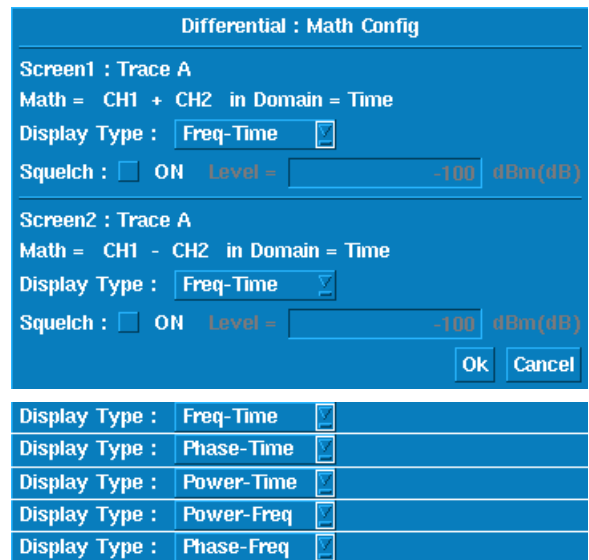 Differential : Math Config
Screen1 : Trace A
Math = CH1 + CH2 in Domain = Time
Display Type : Freq-Time
Squelch : ON Level = -100 dBm(dB)
Screen2 : Trace A
Math = CH1 - CH2 in Domain = Time
Display Type : Freq-Time
Squelch : ON Level = -100 dBm(dB)
Ok Cancel
Display Type : Freq-Time
Display Type : Phase-Time
Display Type : Power-Time
Display Type : Power-Freq
Display Type : Phase-Freq